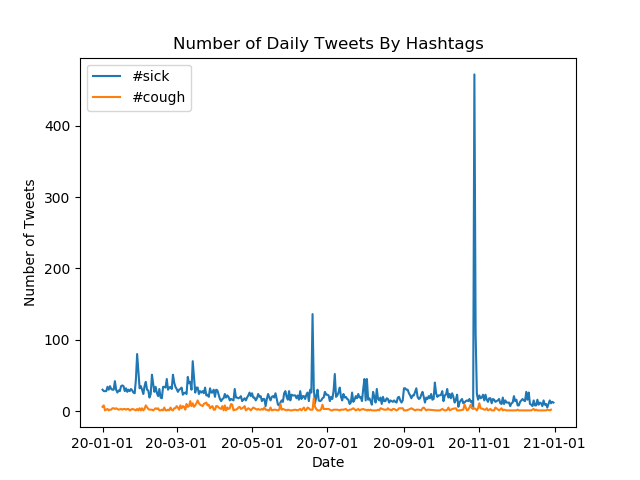 Number of Daily Tweets By Hashtags
#sick
#cough
Number of Tweets
400
300
200
100
0
20-01-01 20-03-01 20-05-01 20-07-01 20-09-01 20-11-01 21-01-01
Date